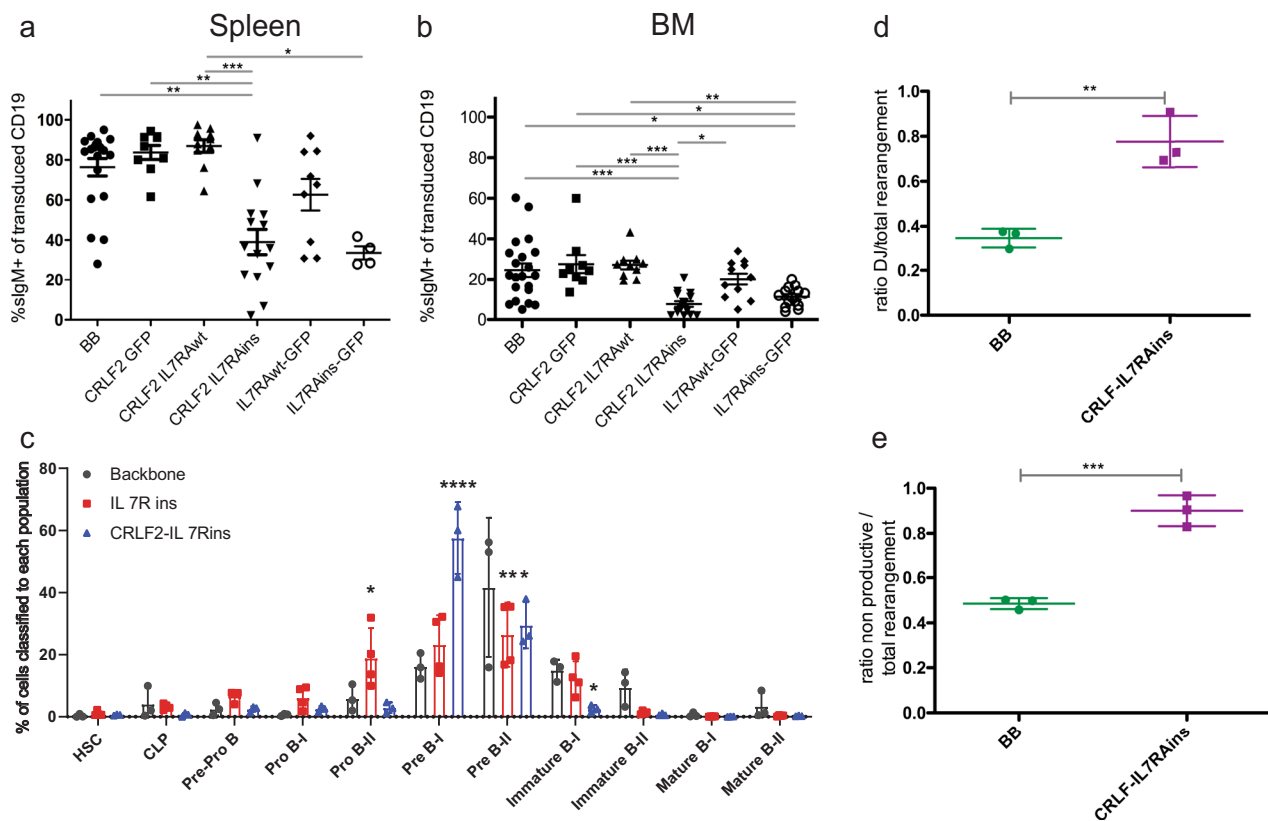 a
Spleen
*
***
**
**
%sIgM+ of transduced CD19
100
80
60
40
20
0
BB
CRLF2 GFP
CRLF2 IL7RAwt
CRLF2 IL7RAins
IL7RAwt-GFP
IL7RAins-GFP
b
BM
**
*
*
*
***
***
***
%sIgM+ of transduced CD19
100
80
60
40
20
0
BB
CRLF2 GFP
CRLF2 IL7RAwt
CRLF2 IL7RAins
IL7RAwt-GFP
IL7RAins-GFP
c
Backbone
IL 7R ins
CRLF2-IL 7Rins
% of cells classified to each population
80
60
40
20
0
*
****
***
*
*
HSC
CLP
Pre-Pro B
Pro B-I
Pro B-II
Pre B-I
Pre B-II
Immature B-I
Immature B-II
Mature B-I
Mature B-II
d
**
ratio DJ/total rearrangement
1.0
0.8
0.6
0.4
0.2
0.0
BB
CRLF-IL7RAins
e
***
ratio non productive /
total rearrangement
1.0
0.8
0.6
0.4
0.2
0.0
BB
CRLF-IL7RAins